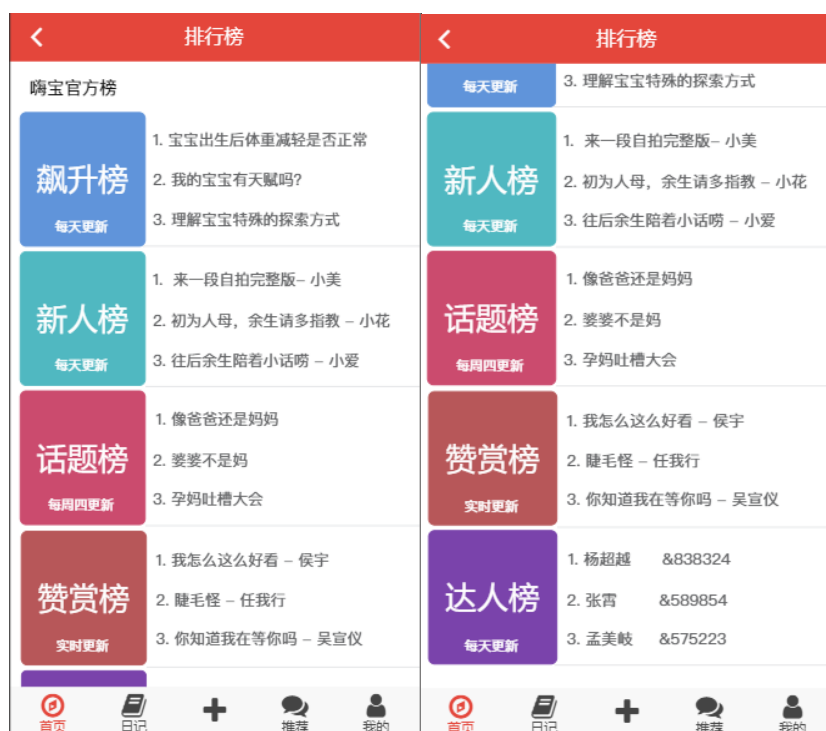 排行榜
嗨宝官方榜
飙升榜
每天更新
1. 宝宝出生后体重减轻是否正常
2. 我的宝宝有天赋吗?
3. 理解宝宝特殊的探索方式
新人榜
每天更新
1. 来一段自拍完整版– 小美
2. 初为人母，余生请多指教 – 小花
3. 往后余生陪着小话唠 – 小爱
话题榜
每周四更新
1. 像爸爸还是妈妈
2. 婆婆不是妈
3. 孕妈吐槽大会
赞赏榜
实时更新
1. 我怎么这么好看 – 侯宇
2. 睫毛怪 – 任我行
3. 你知道我在等你吗 – 吴宣仪
首页
日记
推荐
我的
排行榜
每天更新
3. 理解宝宝特殊的探索方式
新人榜
每天更新
1. 来一段自拍完整版– 小美
2. 初为人母，余生请多指教 – 小花
3. 往后余生陪着小话唠 – 小爱
话题榜
每周四更新
1. 像爸爸还是妈妈
2. 婆婆不是妈
3. 孕妈吐槽大会
赞赏榜
实时更新
1. 我怎么这么好看 – 侯宇
2. 睫毛怪 – 任我行
3. 你知道我在等你吗 – 吴宣仪
达人榜
每天更新
1. 杨超越 &838324
2. 张霄 &589854
3. 孟美岐 &575223
首页
日记
推荐
我的